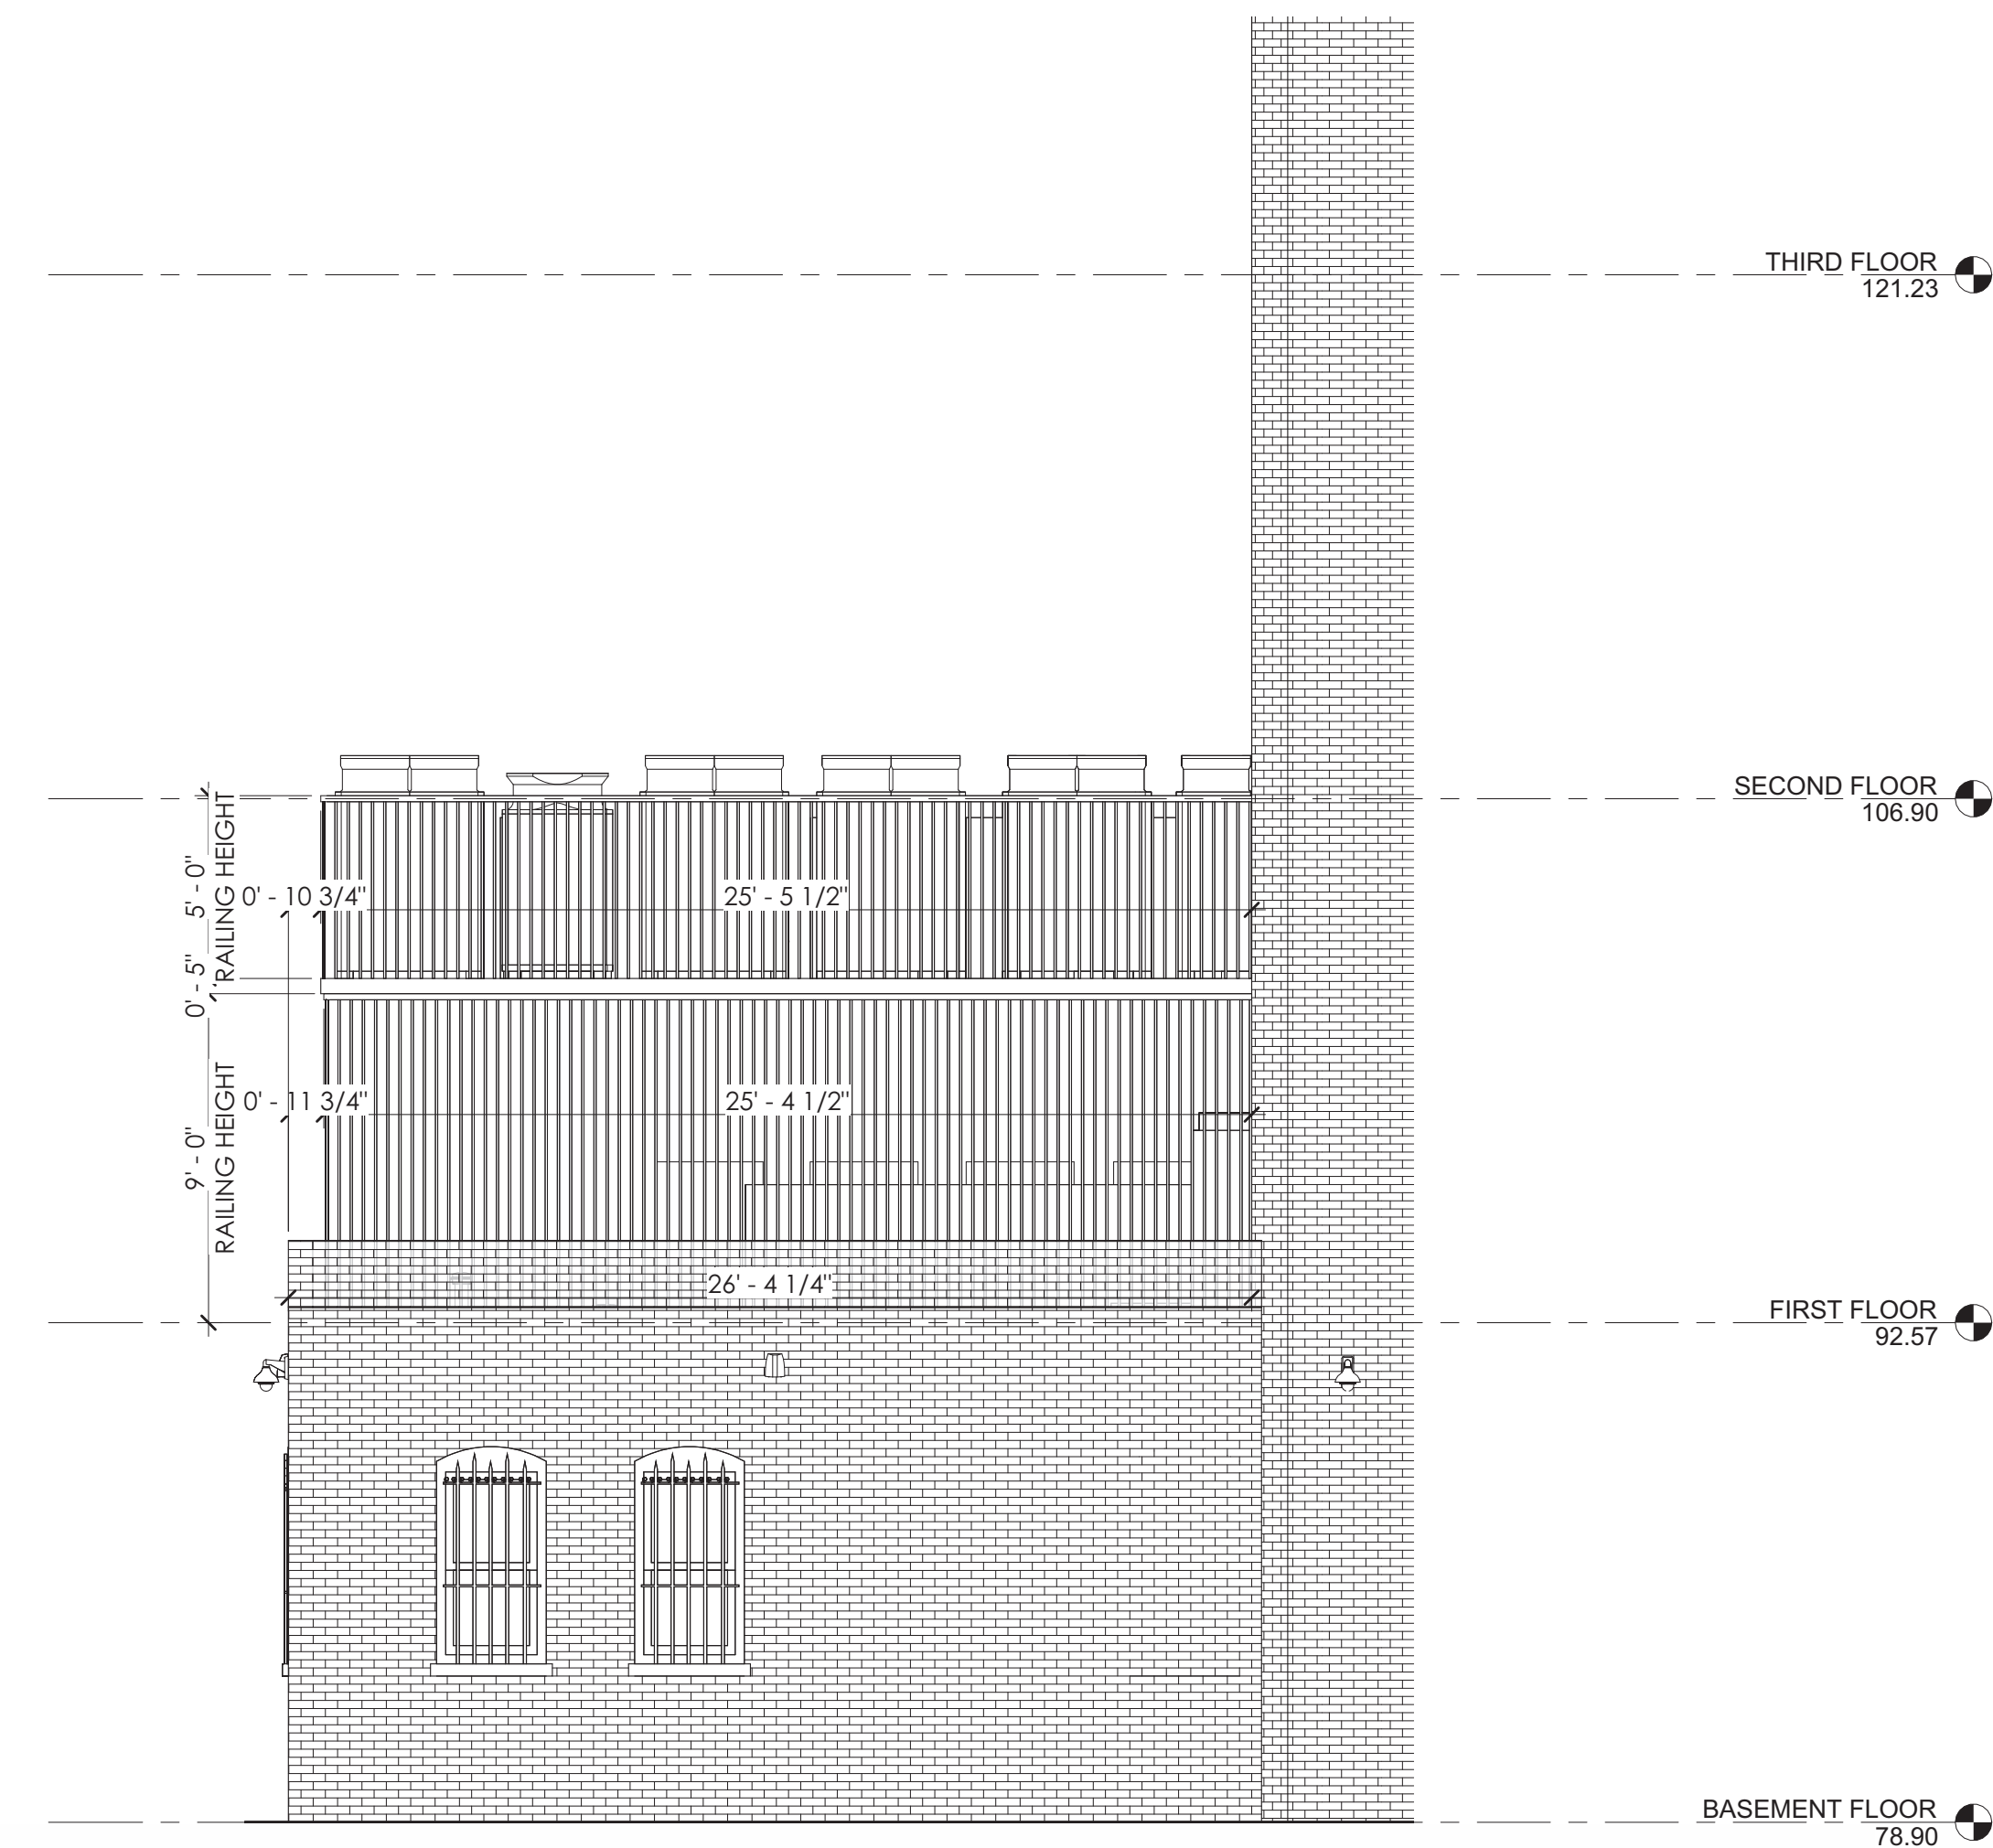 THIRD FLOOR
121.23
SECOND FLOOR
106.90
5' - 0"
RAILING HEIGHT
0' - 10 3/4"
25' - 5 1/2"
0' - 5"
0' - 11 3/4"
25' - 4 1/2"
9' - 0"
RAILING HEIGHT
26' - 4 1/4"
FIRST FLOOR
92.57
BASEMENT FLOOR
78.90